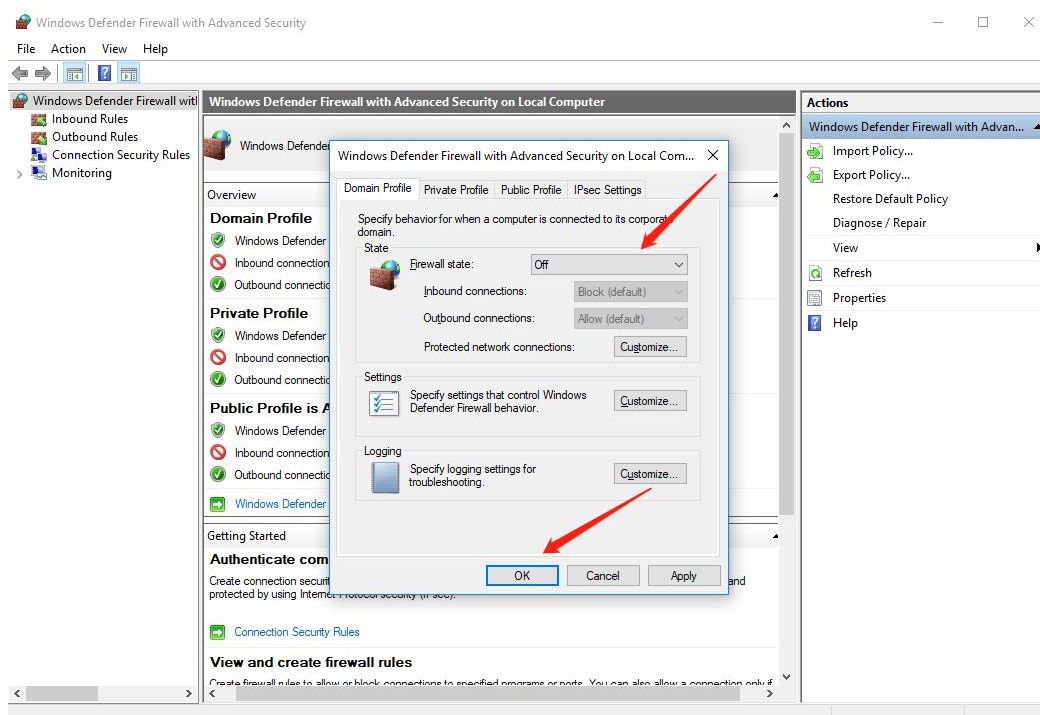 Windows Defender Firewall with Advanced Security
File Action View Help
Windows Defender Firewall with
Inbound Rules
Outbound Rules
Connection Security Rules
Monitoring
Windows Defender Firewall with Advanced Security on Local Computer
Windows Defender
Overview
Domain Profile
Windows Defender
Inbound connection
Outbound connectio
Private Profile
Windows Defender
Inbound connection
Outbound connectio
Public Profile is A
Windows Defender
Inbound connection
Outbound connectio
Windows Defender
Getting Started
Authenticate com
Create connection securit
and
protected by using Internet Protocol security (IPsec).
Connection Security Rules
View and create firewall rules
Create firewall rules to allow or block connections to specified programs or ports. You can also allow a connection only if
Windows Defender Firewall with Advanced Security on Local Com...
Domain Profile Private Profile Public Profile IPsec Settings
Specify behavior for when a computer is connected to its corporate
domain.
State
Firewall state: Off
Inbound connections: Block (default)
Outbound connections: Allow (default)
Protected network connections: Customize...
Settings
Specify settings that control Windows
Defender Firewall behavior.
Customize...
Logging
Specify logging settings for
troubleshooting.
Customize...
OK Cancel Apply
Actions
Windows Defender Firewall with Advan...
Import Policy...
Export Policy...
Restore Default Policy
Diagnose / Repair
View
Refresh
Properties
Help